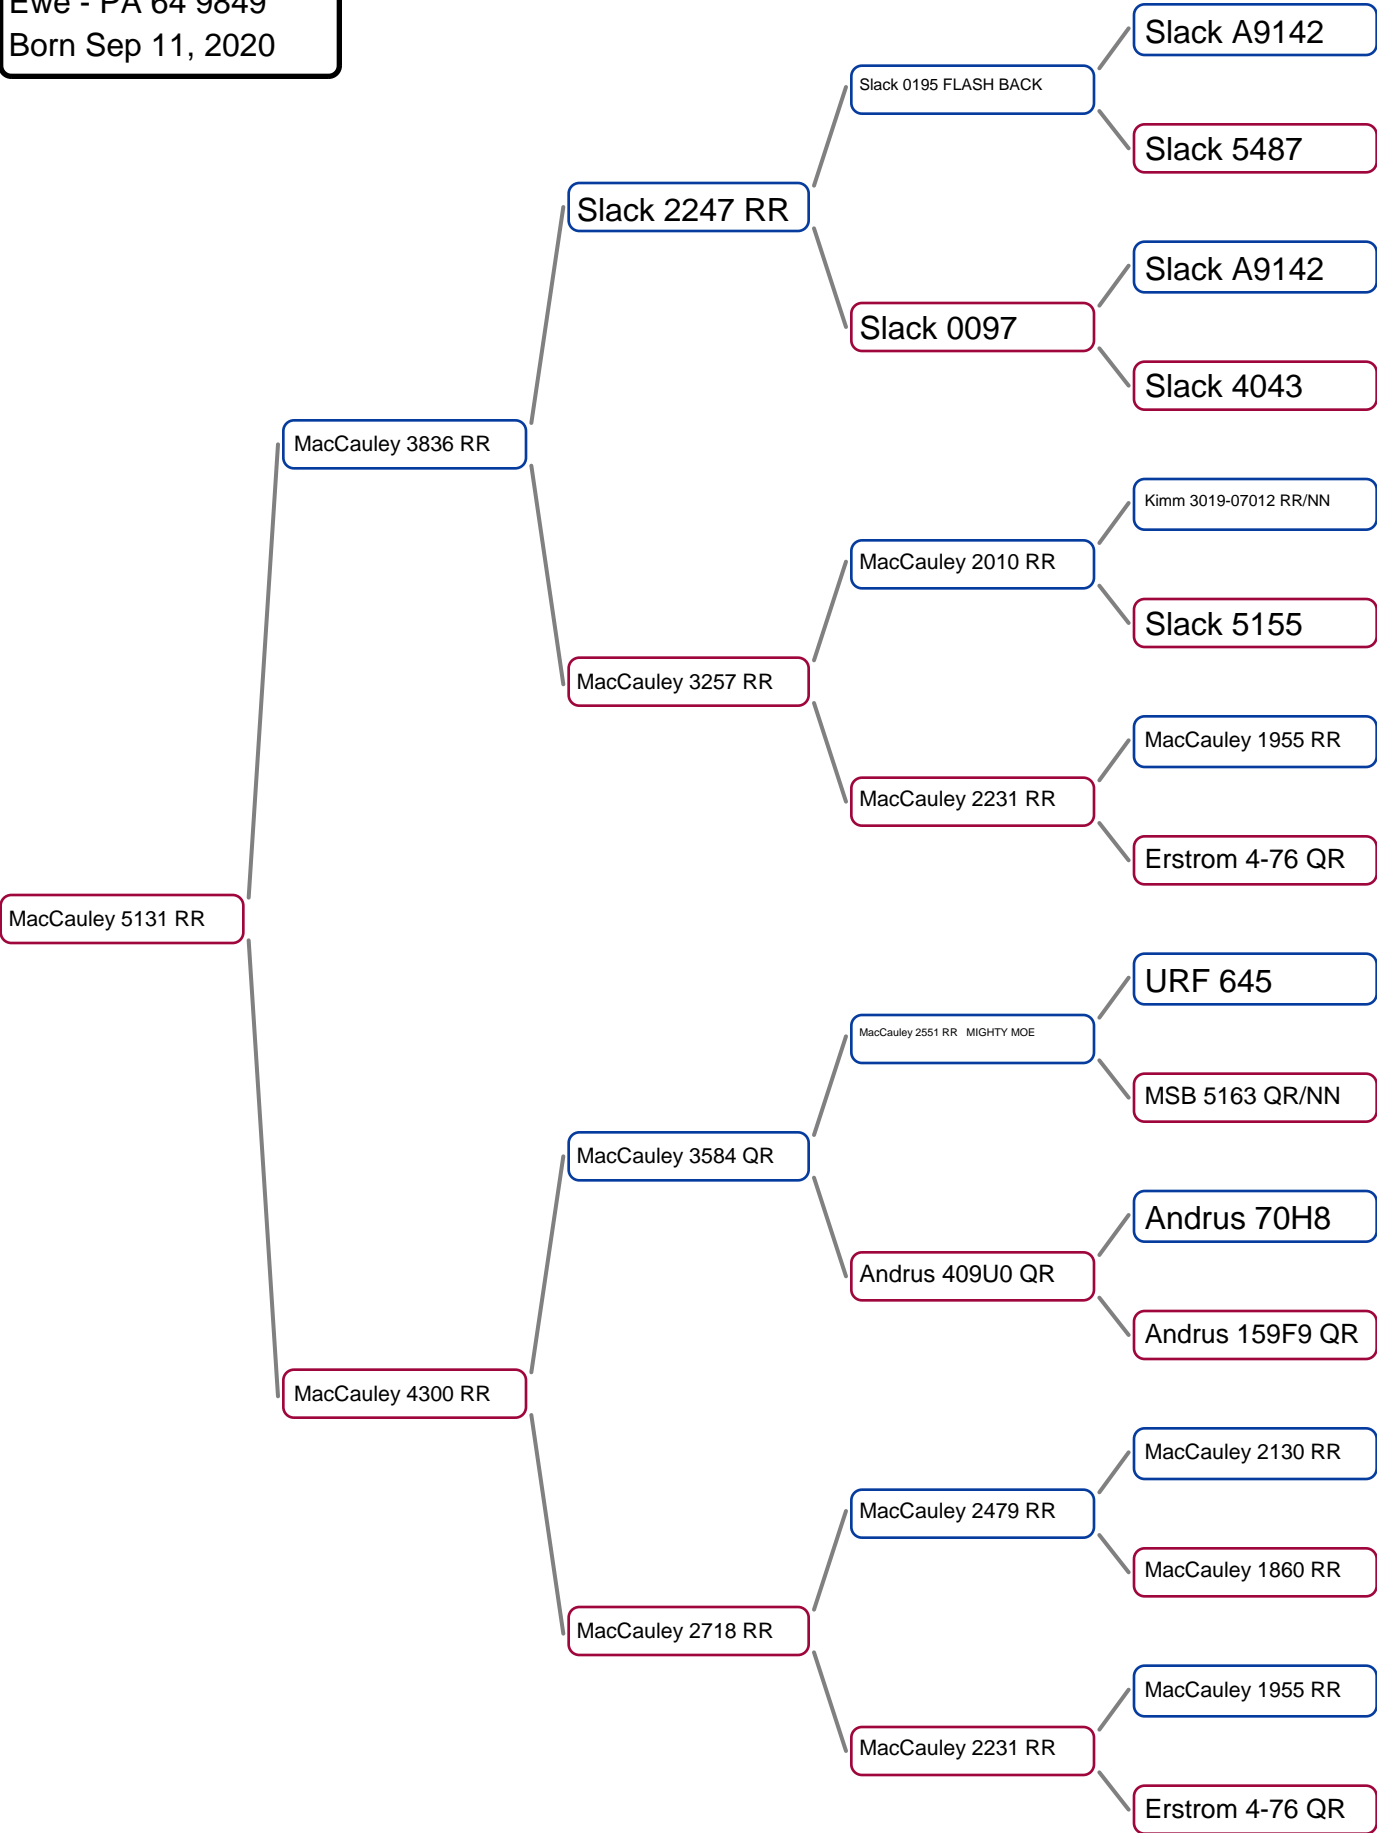 Ewe - PA 64 9849
Born Sep 11, 2020
Slack A9142
Slack 0195 FLASH BACK
Slack 5487
Slack 2247 RR
Slack A9142
Slack 0097
Slack 4043
MacCauley 3836 RR
Kimm 3019-07012 RR/NN
MacCauley 2010 RR
Slack 5155
MacCauley 3257 RR
MacCauley 1955 RR
MacCauley 2231 RR
Erstrom 4-76 QR
MacCauley 5131 RR
URF 645
MacCauley 2551 RR MIGHTY MOE
MSB 5163 QR/NN
MacCauley 3584 QR
Andrus 70H8
Andrus 409U0 QR
Andrus 159F9 QR
MacCauley 4300 RR
MacCauley 2130 RR
MacCauley 2479 RR
MacCauley 1860 RR
MacCauley 2718 RR
MacCauley 1955 RR
MacCauley 2231 RR
Erstrom 4-76 QR